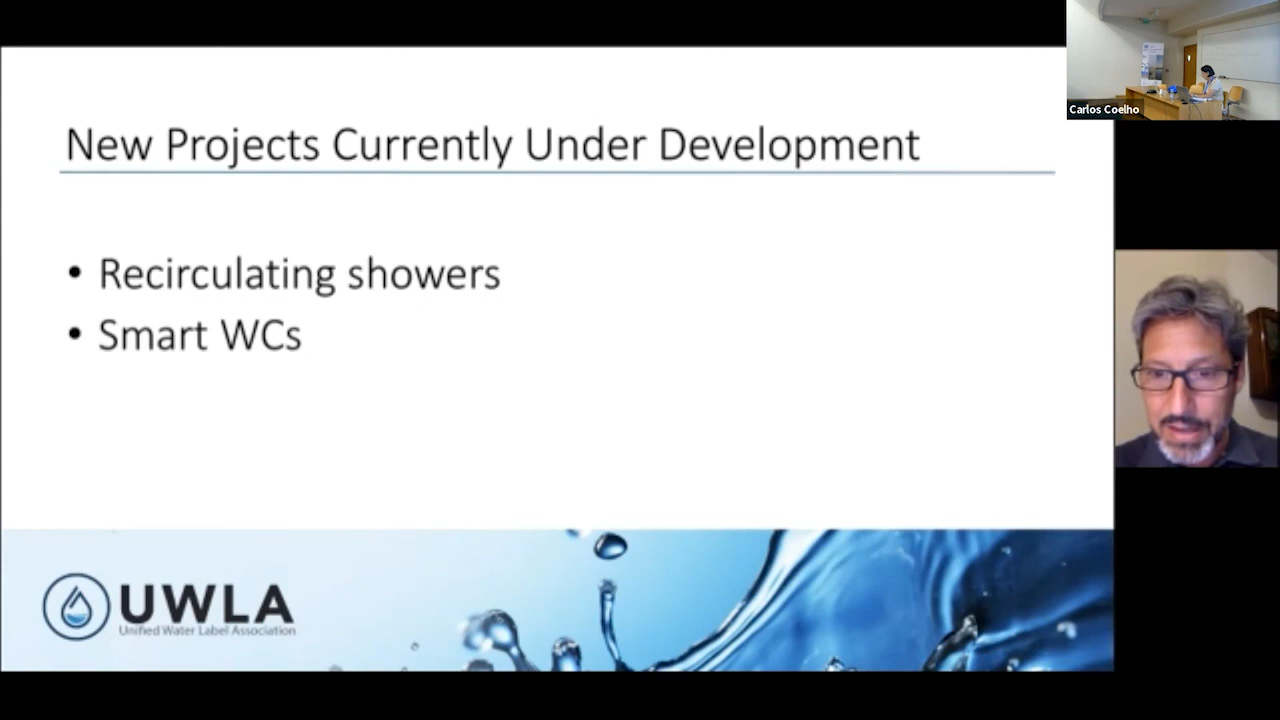 New Projects Currently Under Development
• Recirculating showers
• Smart WCs
UWLA
Unified Water Label Association
Carlos Coelho